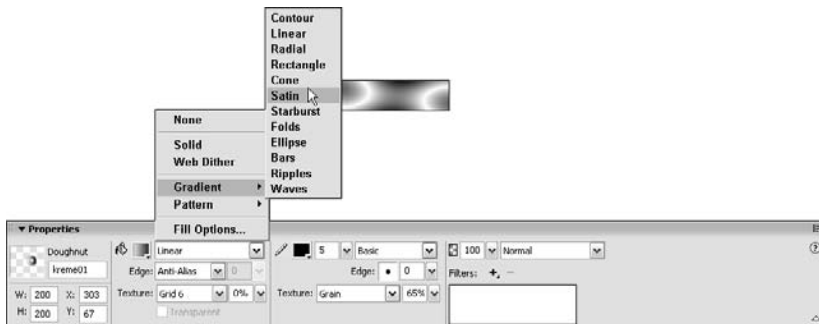 Contour
Linear
Radial
Rectangle
Cone
Satin
Starburst
Folds
Ellipse
Bars
Ripples
Waves
None
Solid
Web Dither
Gradient
Pattern
Fill Options...
Properties
Doughnut
kreme01
W: 200 X: 303
H: 200 Y: 67
Linear
Edge: Anti-Alias 0
Texture: Grid 6 0%
Transparent
5 Basic
Edge: 0
Texture: Grain 65%
100 Normal
Filters: + -